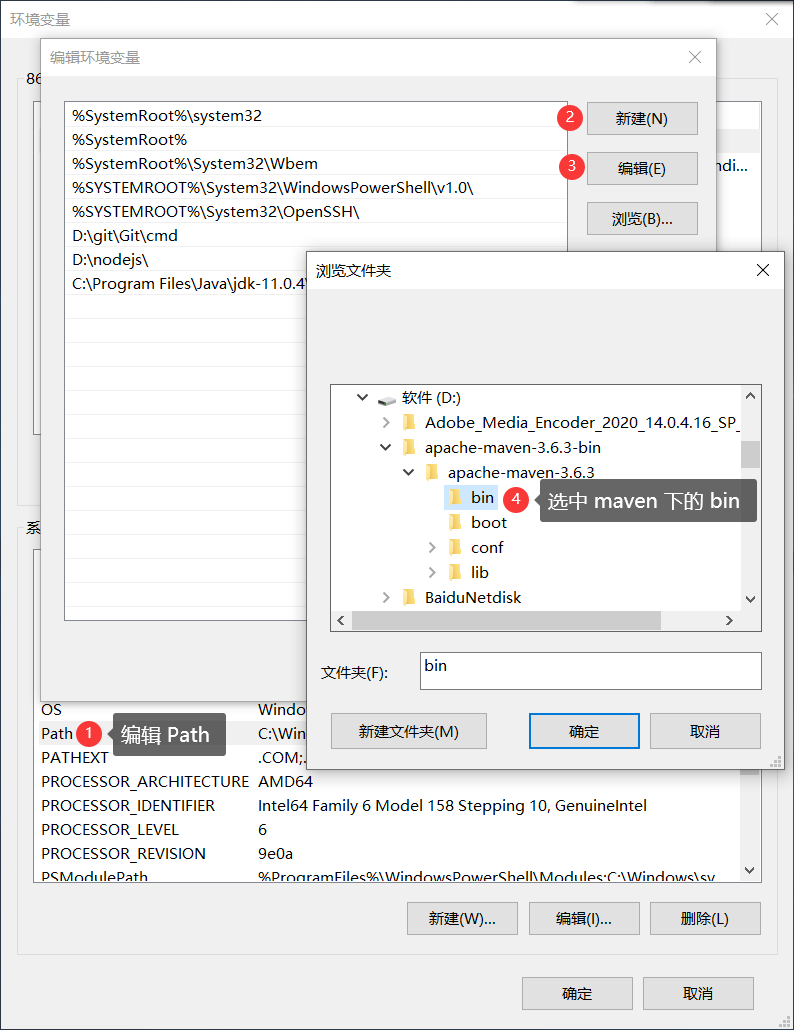 环境变量
编辑环境变量
86
%SystemRoot%\system32
%SystemRoot%
%SystemRoot%\System32\Wbem
%SYSTEMROOT%\System32\WindowsPowerShell\v1.0\
%SYSTEMROOT%\System32\OpenSSH\
D:\git\Git\cmd
D:\nodejs\
C:\Program Files\Java\jdk-11.0.4\
2 新建(N)
3 编辑(E)
浏览(B)...
ndi...
浏览文件夹
软件 (D:)
Adobe_Media_Encoder_2020_14.0.4.16_SP_
apache-maven-3.6.3-bin
apache-maven-3.6.3
bin 4 选中 maven 下的 bin
boot
conf
lib
BaiduNetdisk
文件夹(F): bin
新建文件夹(M) 确定 取消
系
OS Windo
Path 1 编辑 Path C:\Win
PATHEXT .COM;.
PROCESSOR_ARCHITECTURE AMD64
PROCESSOR_IDENTIFIER Intel64 Family 6 Model 158 Stepping 10, GenuineIntel
PROCESSOR_LEVEL 6
PROCESSOR_REVISION 9e0a
PSModulePath %ProgramFiles%\WindowsPowerShell\Modules;C:\Windows\sy
新建(W)... 编辑(I)... 删除(L)
确定 取消